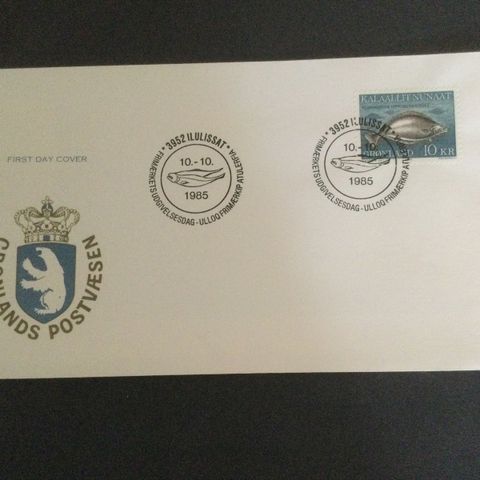 FIRST DAY COVER
GRØNLANDS POSTVÆSEN
3952 ILULISSAT
10.-10.
1985
FRIMÆRKETS UDGIVELSESDAG - ULLOQ FRIMÆRKIP ATULERFIA
3952 ILULISSAT
10.-10.
1985
FRIMÆRKETS UDGIVELSESDAG - ULLOQ FRIMÆRKIP ATULERFIA
KALAALLIT NUNAAT
GRØNLAND 10 KR